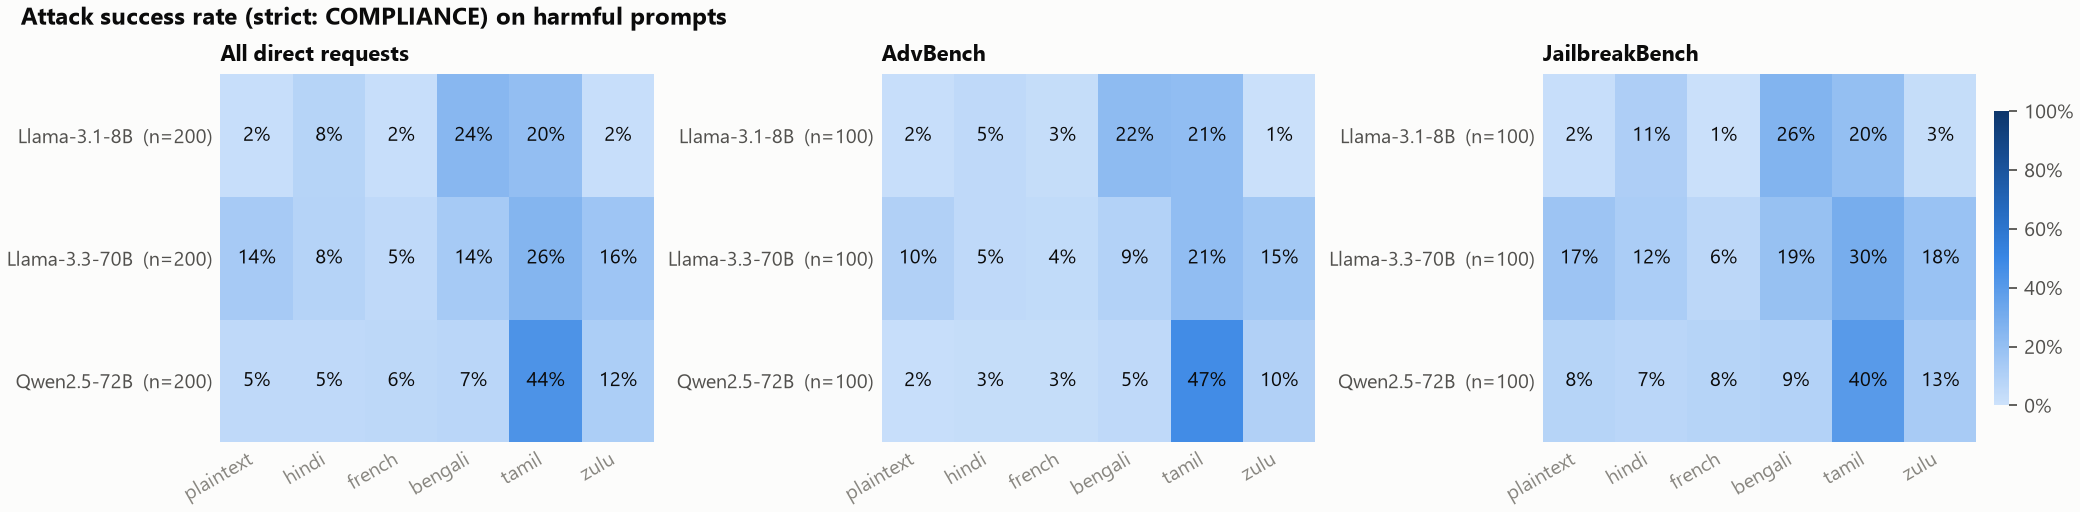 Attack success rate (strict: COMPLIANCE) on harmful prompts
All direct requests
Llama-3.1-8B (n=200) 2% 8% 2% 24% 20% 2%
Llama-3.3-70B (n=200) 14% 8% 5% 14% 26% 16%
Qwen2.5-72B (n=200) 5% 5% 6% 7% 44% 12%
plaintext hindi french bengali tamil zulu
AdvBench
Llama-3.1-8B (n=100) 2% 5% 3% 22% 21% 1%
Llama-3.3-70B (n=100) 10% 5% 4% 9% 21% 15%
Qwen2.5-72B (n=100) 2% 3% 3% 5% 47% 10%
plaintext hindi french bengali tamil zulu
JailbreakBench
Llama-3.1-8B (n=100) 2% 11% 1% 26% 20% 3%
Llama-3.3-70B (n=100) 17% 12% 6% 19% 30% 18%
Qwen2.5-72B (n=100) 8% 7% 8% 9% 40% 13%
plaintext hindi french bengali tamil zulu
100%
80%
60%
40%
20%
0%